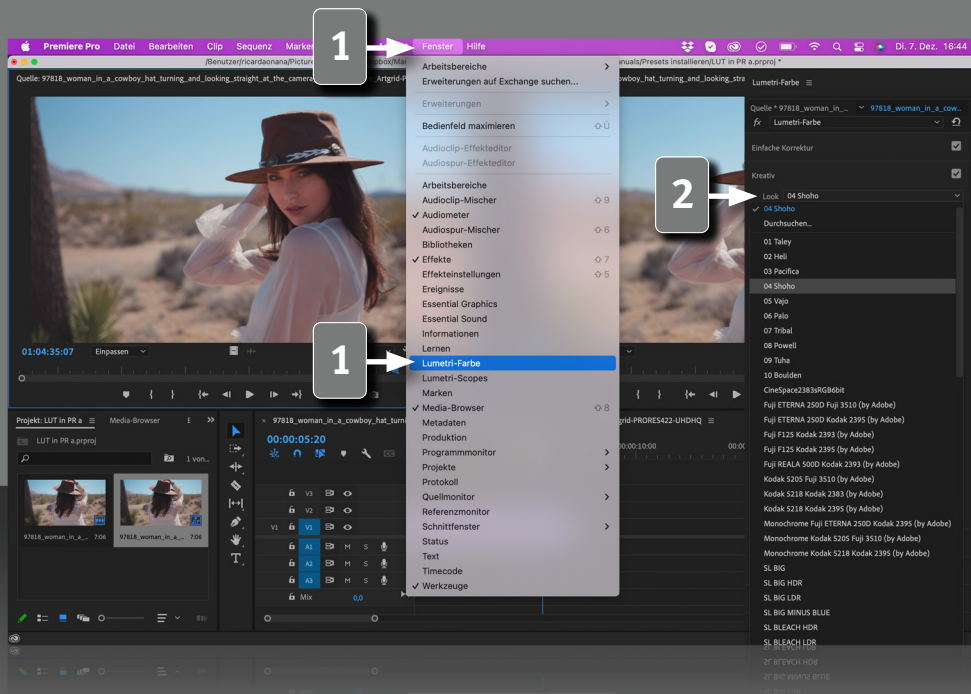 Premiere Pro Datei Bearbeiten Clip Sequenz Marker Fenster Hilfe Di. 7. Dez. 16:44
1
/Benutzer/ricardaonana/Picture
anuals/Presets installieren/LUT in PR a.prproj *
Quelle: 97818_woman_in_a_cowboy_hat_turning_and_looking_straight_at_the_camera
Artgrid-P
owboy_hat_turning_and_looking_stra
Arbeitsbereiche
Erweiterungen auf Exchange suchen...
Erweiterungen
Bedienfeld maximieren ⇧Ü
Audioclip-Effekteditor
Audiospur-Effekteditor
Arbeitsbereiche
Audioclip-Mischer ⇧9
✓ Audiometer
Audiospur-Mischer ⇧6
Bibliotheken
✓ Effekte ⇧7
Effekteinstellungen ⇧5
Ereignisse
Essential Graphics
Essential Sound
Informationen
Lernen
1
Lumetri-Farbe
Lumetri-Scopes
Marken
✓ Media-Browser ⇧8
Metadaten
Produktion
Programmmonitor
Projekte
Protokoll
Quellmonitor
Referenzmonitor
Schnittfenster
Status
Text
Timecode
✓ Werkzeuge
Lumetri-Farbe
Quelle * 97818_woman_in_... 97818_woman_in_a_cow...
fx Lumetri-Farbe
Einfache Korrektur
Kreativ
2
Look 04 Shoho
✓ 04 Shoho
Durchsuchen...
01 Taley
02 Heli
03 Pacifica
04 Shoho
05 Vajo
06 Palo
07 Tribal
08 Powell
09 Tuha
10 Boulden
CineSpace2383sRGB6bit
Fuji ETERNA 250D Fuji 3510 (by Adobe)
Fuji ETERNA 250D Kodak 2395 (by Adobe)
Fuji F125 Kodak 2393 (by Adobe)
Fuji F125 Kodak 2395 (by Adobe)
Fuji REALA 500D Kodak 2393 (by Adobe)
Kodak 5205 Fuji 3510 (by Adobe)
Kodak 5218 Kodak 2383 (by Adobe)
Kodak 5218 Kodak 2395 (by Adobe)
Monochrome Fuji ETERNA 250D Kodak 2395 (by Adobe)
Monochrome Kodak 5205 Fuji 3510 (by Adobe)
Monochrome Kodak 5218 Kodak 2395 (by Adobe)
SL BIG
SL BIG HDR
SL BIG LDR
SL BIG MINUS BLUE
SL BLEACH HDR
SL BLEACH LDR
01:04:35:07 Einpassen
Projekt: LUT in PR a Media-Browser
LUT in PR a.prproj
1 von...
97818_woman_in_a_... 7:06 97818_woman_in_a_... 7:06
× 97818_woman_in_a_cowboy_hat_turni
grid-PRORES422-UHDHQ
00:00:05:20
00:00:10:00 00:00
V3
V2
V1 V1
A1 M S
A2 M S
A3 M S
Mix 0,0